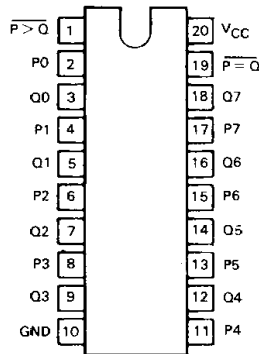 P > Q 1 20 VCC
P0 2 19 P = Q
Q0 3 18 Q7
P1 4 17 P7
Q1 5 16 Q6
P2 6 15 P6
Q2 7 14 Q5
P3 8 13 P5
Q3 9 12 Q4
GND 10 11 P4